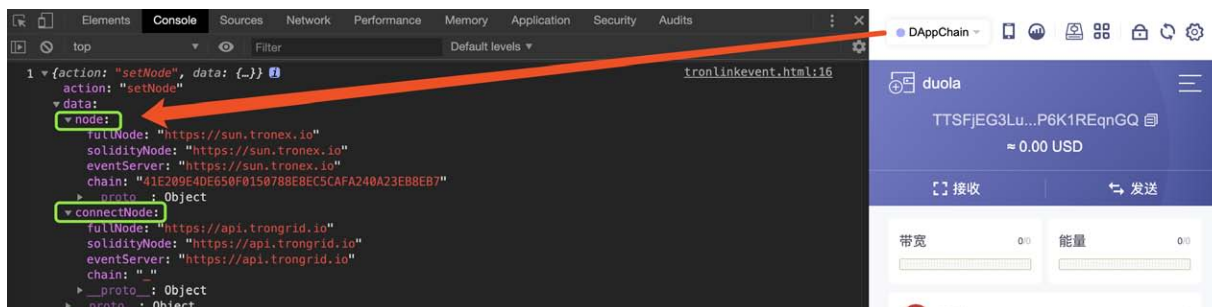 Elements Console Sources Network Performance Memory Application Security Audits
top Filter Default levels ▼
1 ▼ {action: "setNode", data: {…}} tronlinkevent.html:16
action: "setNode"
▼ data:
▼ node:
fullNode: "https://sun.tronex.io"
solidityNode: "https://sun.tronex.io"
eventServer: "https://sun.tronex.io"
chain: "41E209E4DE650F0150788E8EC5CAFA240A23EB8EB7"
▶ __proto__: Object
▼ connectNode:
fullNode: "https://api.trongrid.io"
solidityNode: "https://api.trongrid.io"
eventServer: "https://api.trongrid.io"
chain: "_"
▶ __proto__: Object
▶ __proto__: Object
DAppChain
duola
TTSFjEG3Lu...P6K1REqnGQ
≈ 0.00 USD
接收 发送
带宽 0/0 能量 0/0